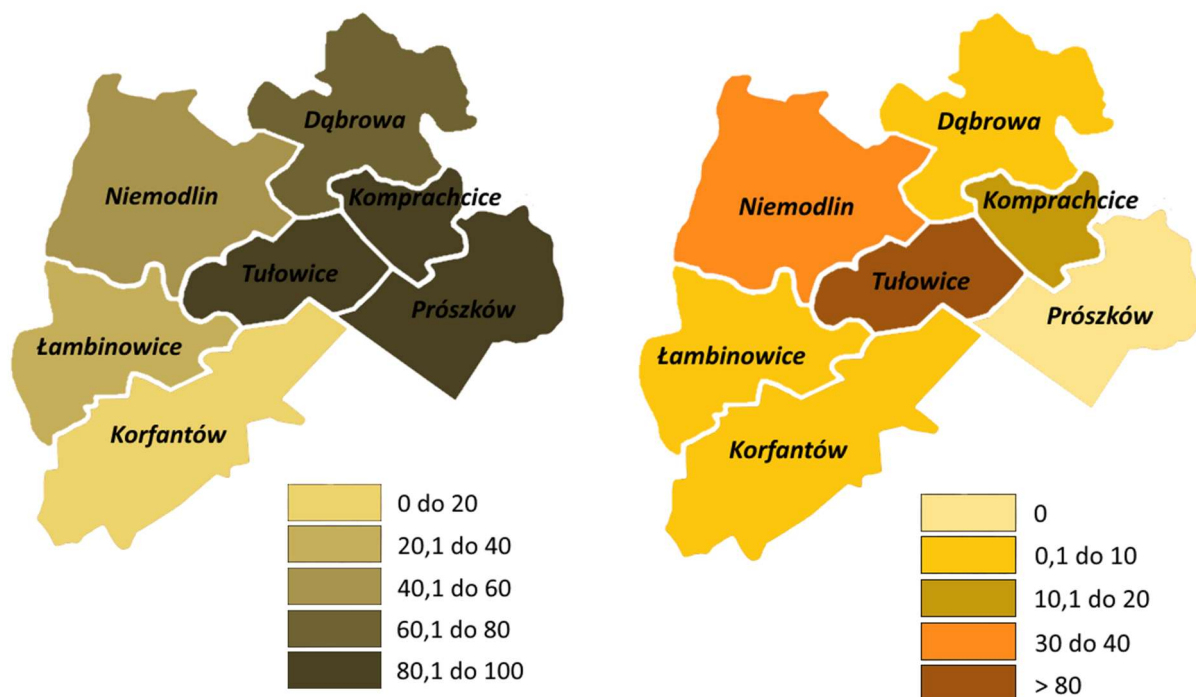 Dąbrowa
Niemodlin
Komprachcice
Tułowice
Prószków
Łambinowice
Korfantów
0 do 20
20,1 do 40
40,1 do 60
60,1 do 80
80,1 do 100
Dąbrowa
Niemodlin
Komprachcice
Tułowice
Prószków
Łambinowice
Korfantów
0
0,1 do 10
10,1 do 20
30 do 40
> 80